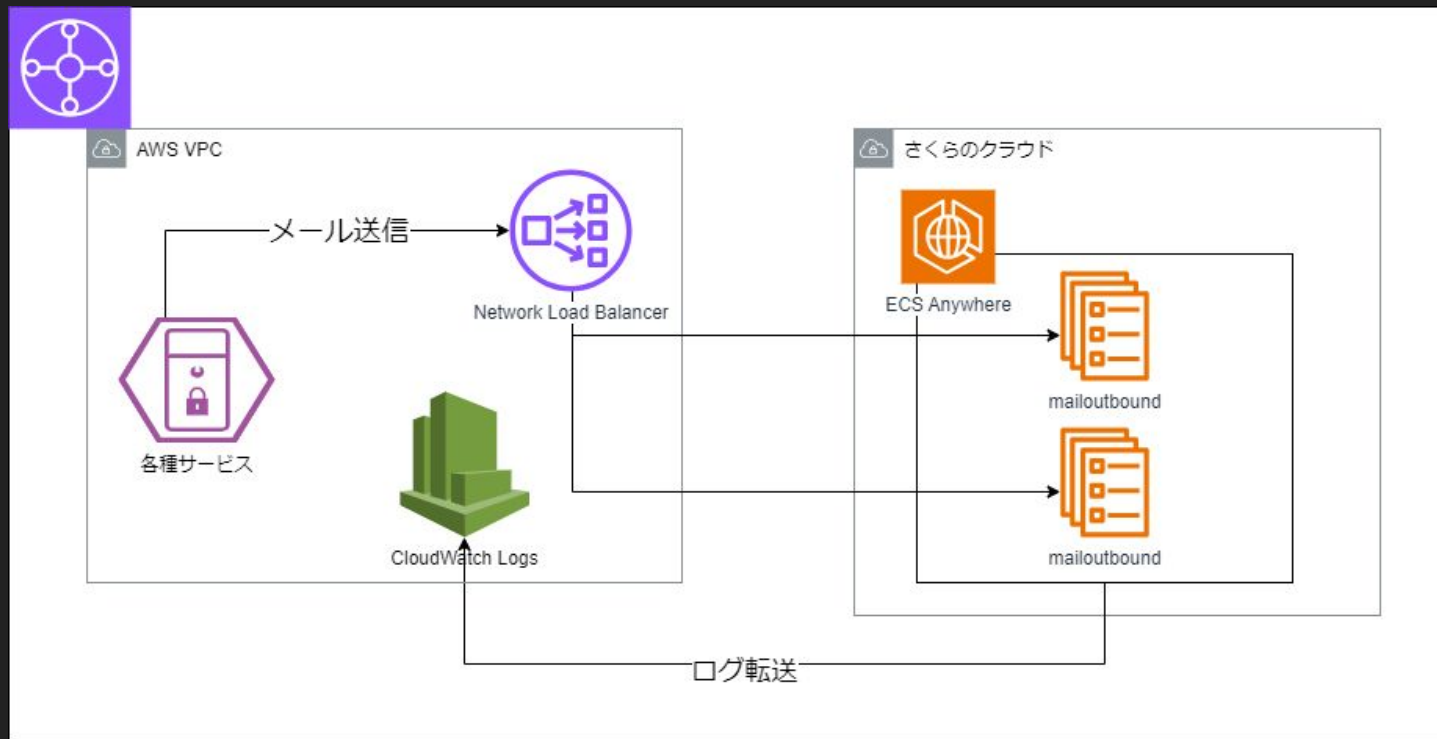 AWS VPC
さくらのクラウド
メール送信
Network Load Balancer
ECS Anywhere
mailoutbound
各種サービス
CloudWatch Logs
mailoutbound
ログ転送